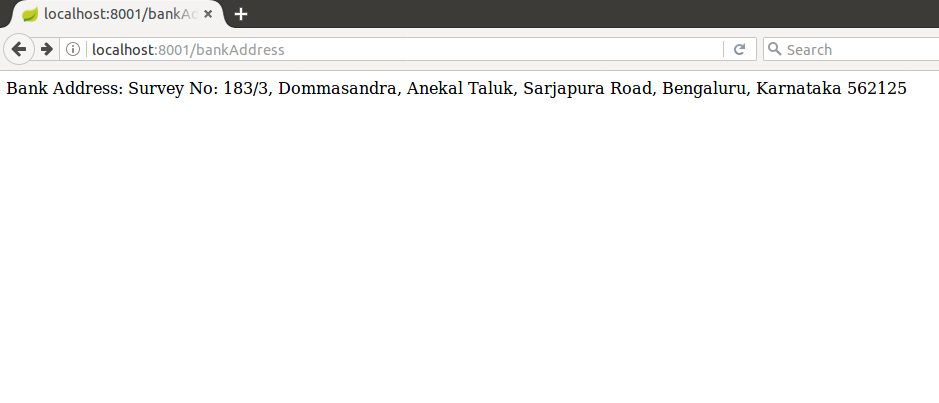 localhost:8001/bankAd
localhost:8001/bankAddress
Search
Bank Address: Survey No: 183/3, Dommasandra, Anekal Taluk, Sarjapura Road, Bengaluru, Karnataka 562125